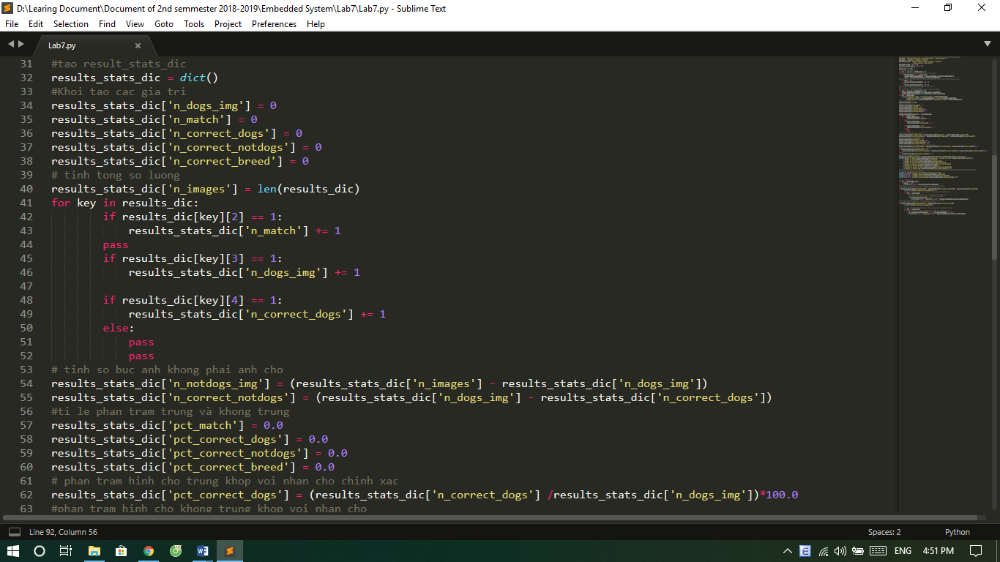 D:\Learing Document\Document of 2nd semmester 2018-2019\Embedded System\Lab7\Lab7.py - Sublime Text
File Edit Selection Find View Goto Tools Project Preferences Help
Lab7.py
31 #tao result_stats_dic
32 results_stats_dic = dict()
33 #Khoi tao cac gia tri
34 results_stats_dic['n_dogs_img'] = 0
35 results_stats_dic['n_match'] = 0
36 results_stats_dic['n_correct_dogs'] = 0
37 results_stats_dic['n_correct_notdogs'] = 0
38 results_stats_dic['n_correct_breed'] = 0
39 # tinh tong so luong
40 results_stats_dic['n_images'] = len(results_dic)
41 for key in results_dic:
42 if results_dic[key][2] == 1:
43 results_stats_dic['n_match'] += 1
44 pass
45 if results_dic[key][3] == 1:
46 results_stats_dic['n_dogs_img'] += 1
47
48 if results_dic[key][4] == 1:
49 results_stats_dic['n_correct_dogs'] += 1
50 else:
51 pass
52 pass
53 # tinh so buc anh khong phai anh cho
54 results_stats_dic['n_notdogs_img'] = (results_stats_dic['n_images'] - results_stats_dic['n_dogs_img'])
55 results_stats_dic['n_correct_notdogs'] = (results_stats_dic['n_dogs_img'] - results_stats_dic['n_correct_dogs'])
56 #ti le phan tram trung và khong trung
57 results_stats_dic['pct_match'] = 0.0
58 results_stats_dic['pct_correct_dogs'] = 0.0
59 results_stats_dic['pct_correct_notdogs'] = 0.0
60 results_stats_dic['pct_correct_breed'] = 0.0
61 # phan tram hinh cho trung khop voi nhan cho chinh xac
62 results_stats_dic['pct_correct_dogs'] = (results_stats_dic['n_correct_dogs'] /results_stats_dic['n_dogs_img'])*100.0
63 #phan tram hinh cho khong trung khop voi nhan cho
Line 92, Column 56 Spaces: 2 Python
ENG 4:51 PM